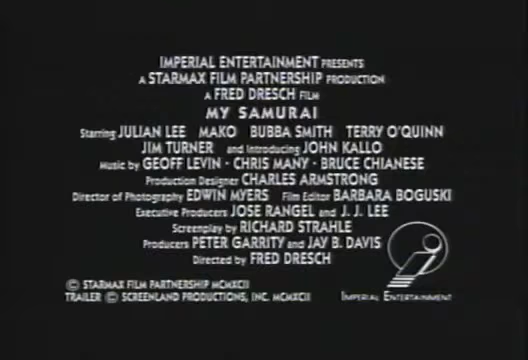 IMPERIAL ENTERTAINMENT PRESENTS
A STARMAX FILM PARTNERSHIP PRODUCTION
A FRED DRESCH FILM
MY SAMURAI
Starring JULIAN LEE MAKO BUBBA SMITH TERRY O'QUINN
JIM TURNER and Introducing JOHN KALLO
Music by GEOFF LEVIN · CHRIS MANY · BRUCE CHIANESE
Production Designer CHARLES ARMSTRONG
Director of Photography EDWIN MYERS Film Editor BARBARA BOGUSKI
Executive Producers JOSE RANGEL and J. J. LEE
Screenplay by RICHARD STRAHLE
Producers PETER GARRITY and JAY B. DAVIS
Directed by FRED DRESCH
© STARMAX FILM PARTNERSHIP MCMXCII
TRAILER © SCREENLAND PRODUCTIONS, INC. MCMXCII
IMPERIAL ENTERTAINMENT